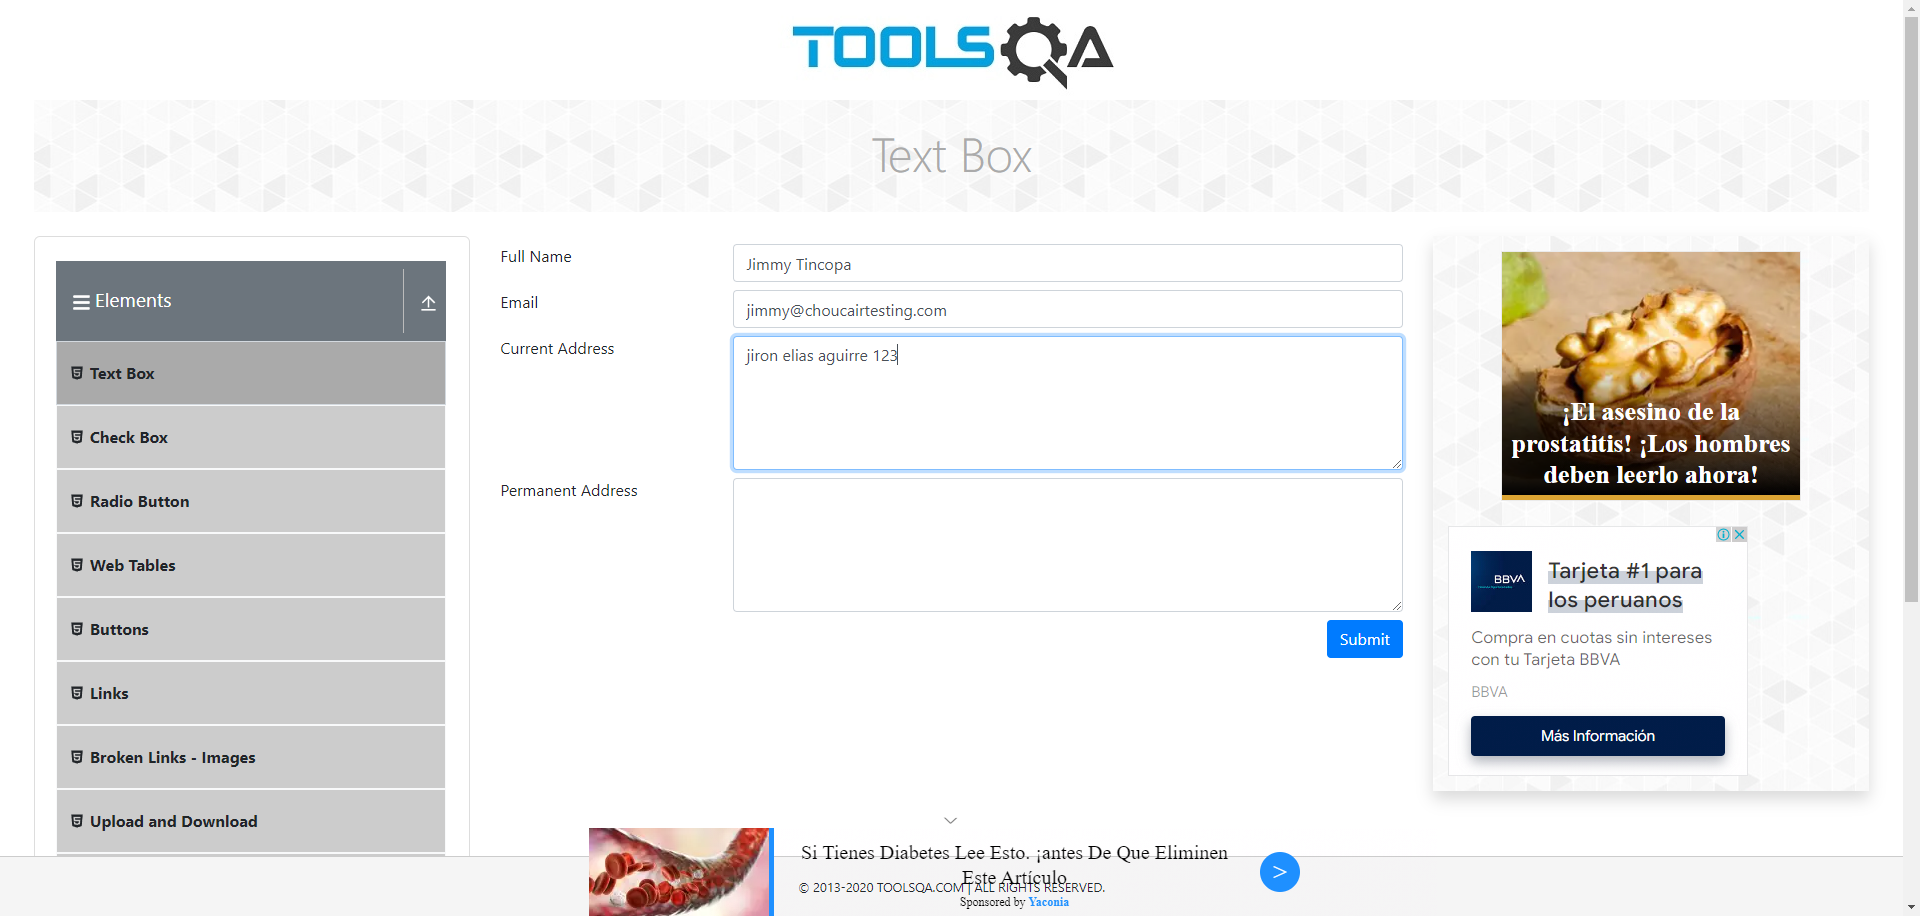 TOOLSQA
Text Box
Elements
Text Box
Check Box
Radio Button
Web Tables
Buttons
Links
Broken Links - Images
Upload and Download
Full Name
Jimmy Tincopa
Email
jimmy@choucairtesting.com
Current Address
jiron elias aguirre 123
Permanent Address
Submit
¡El asesino de la
prostatitis! ¡Los hombres
deben leerlo ahora!
BBVA
Tarjeta #1 para
los peruanos
Compra en cuotas sin intereses
con tu Tarjeta BBVA
BBVA
Más Información
Si Tienes Diabetes Lee Esto. ¡antes De Que Eliminen
Este Artículo
>
© 2013-2020 TOOLSQA.COM | ALL RIGHTS RESERVED.
Sponsored by Yaconia